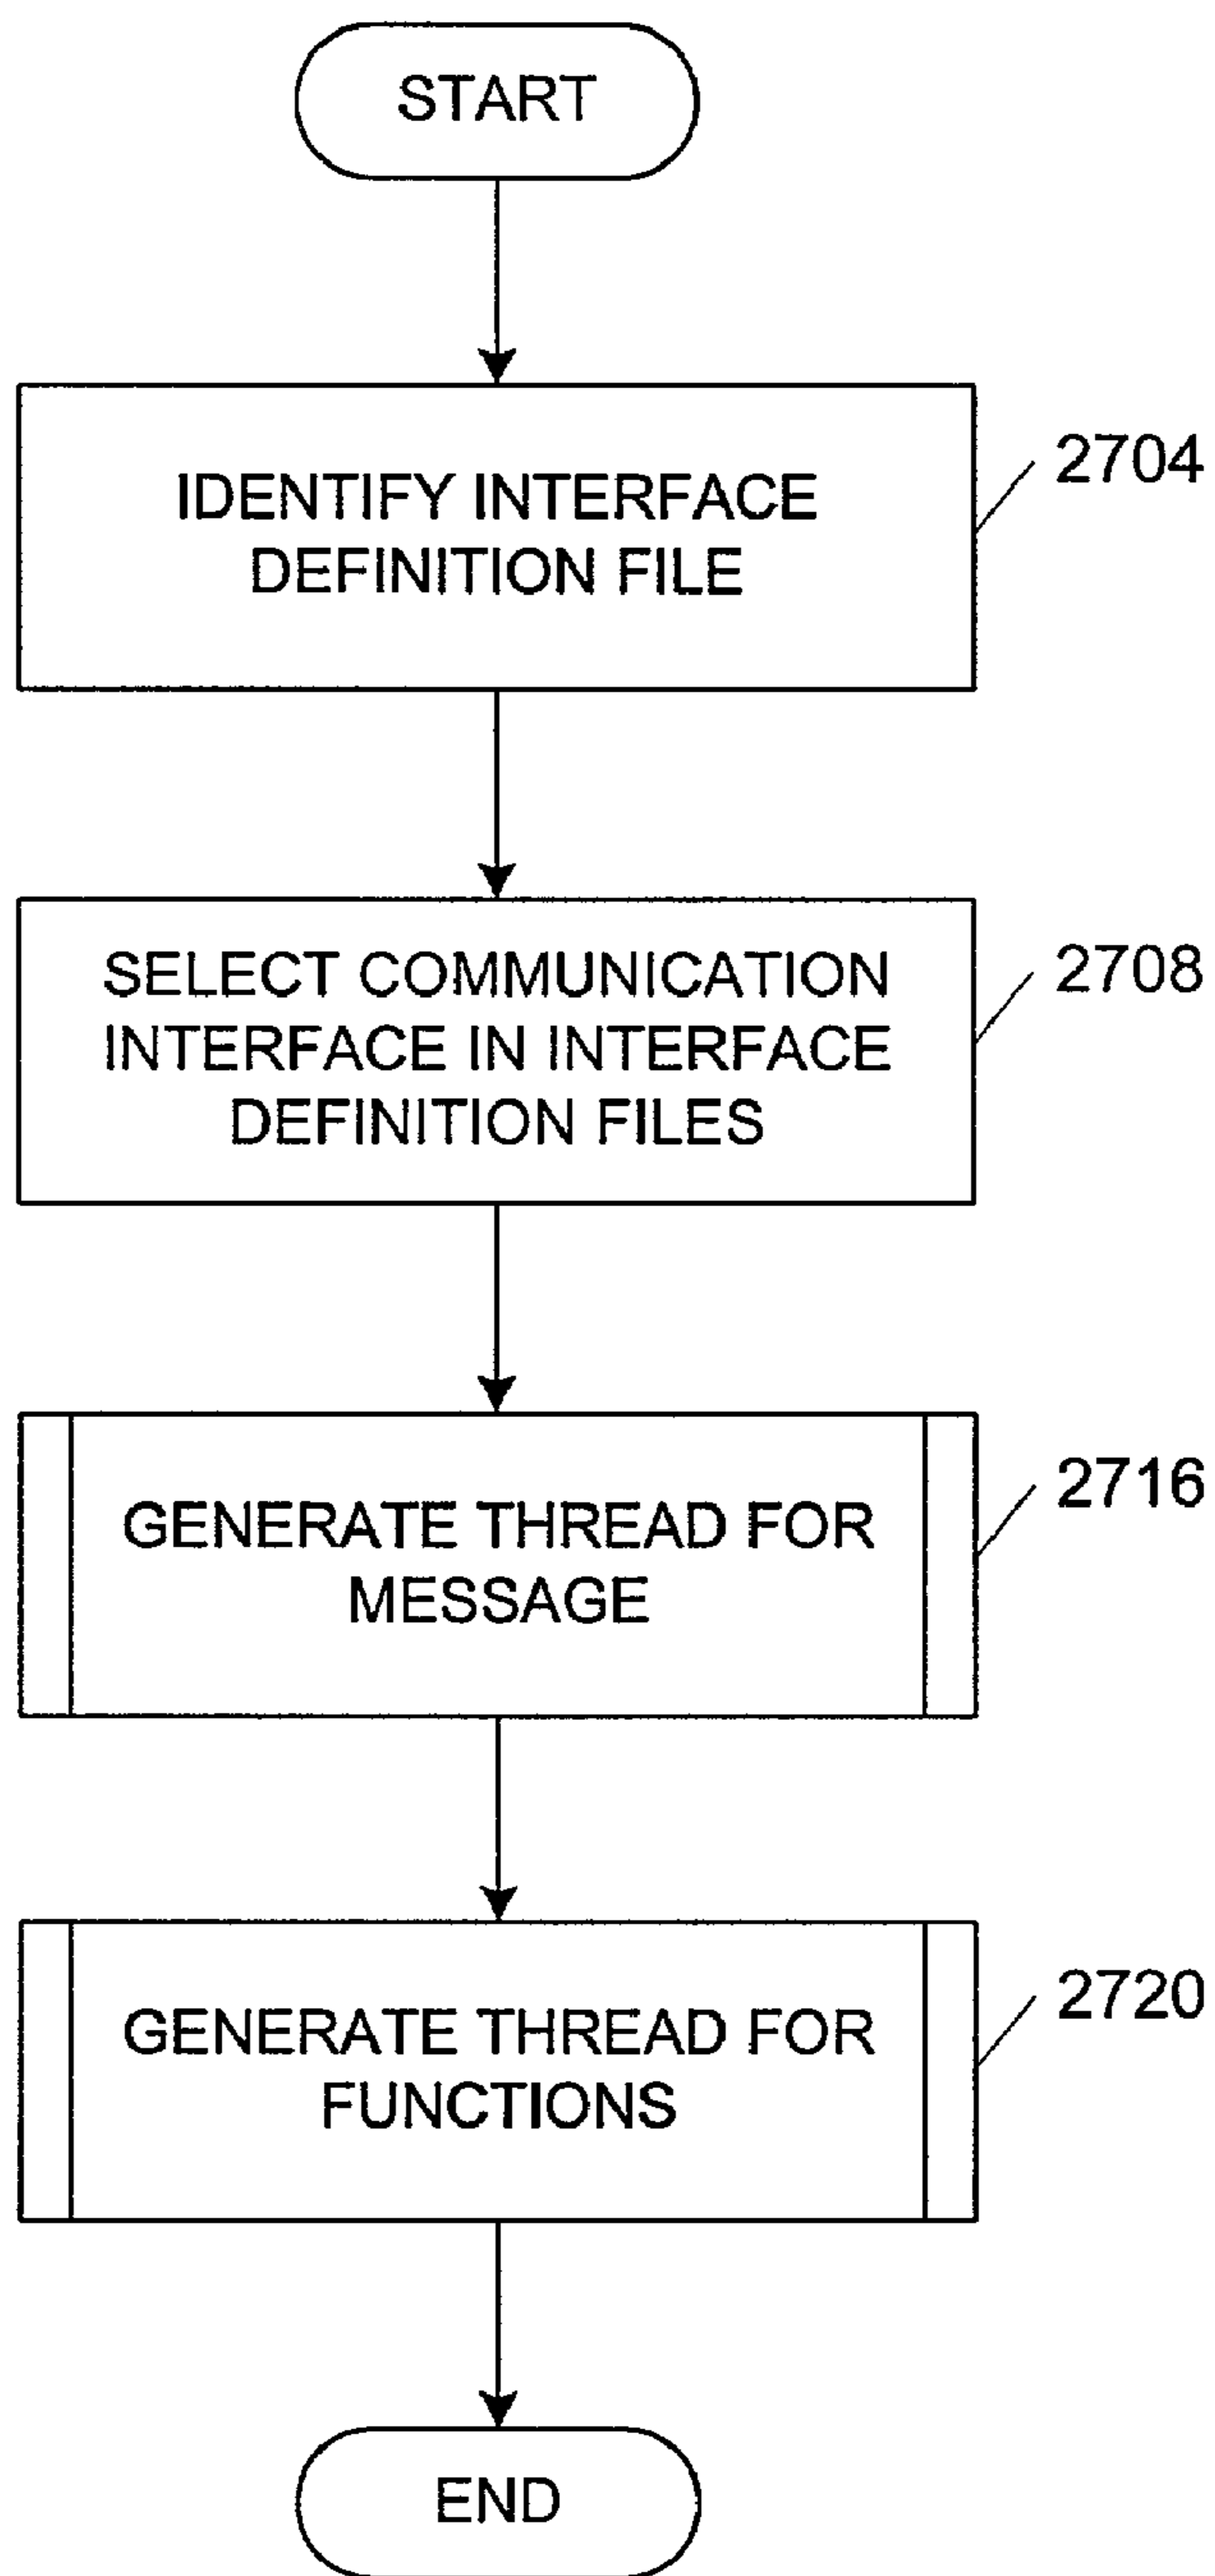 START
IDENTIFY INTERFACE
DEFINITION FILE
2704
SELECT COMMUNICATION
INTERFACE IN INTERFACE
DEFINITION FILES
2708
GENERATE THREAD FOR
MESSAGE
2716
GENERATE THREAD FOR
FUNCTIONS
2720
END